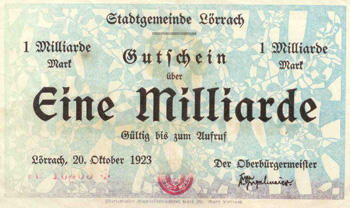 Stadtgemeinde Lörrach
1 Milliarde
Mark
Gutschein
über
1 Milliarde
Mark
Eine Milliarde
Gültig bis zum Aufruf
Lörrach, 20. Oktober 1923
Der Oberbürgermeister